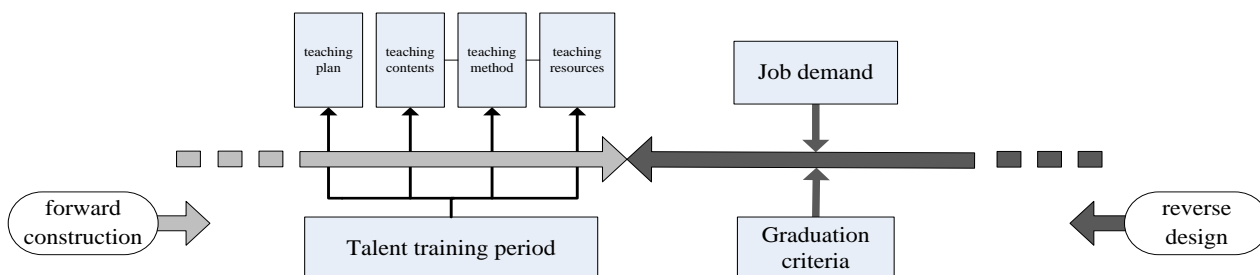 teaching
plan
teaching
contents
teaching
method
teaching
resources
Job demand
forward
construction
Talent training period
Graduation
criteria
reverse
design